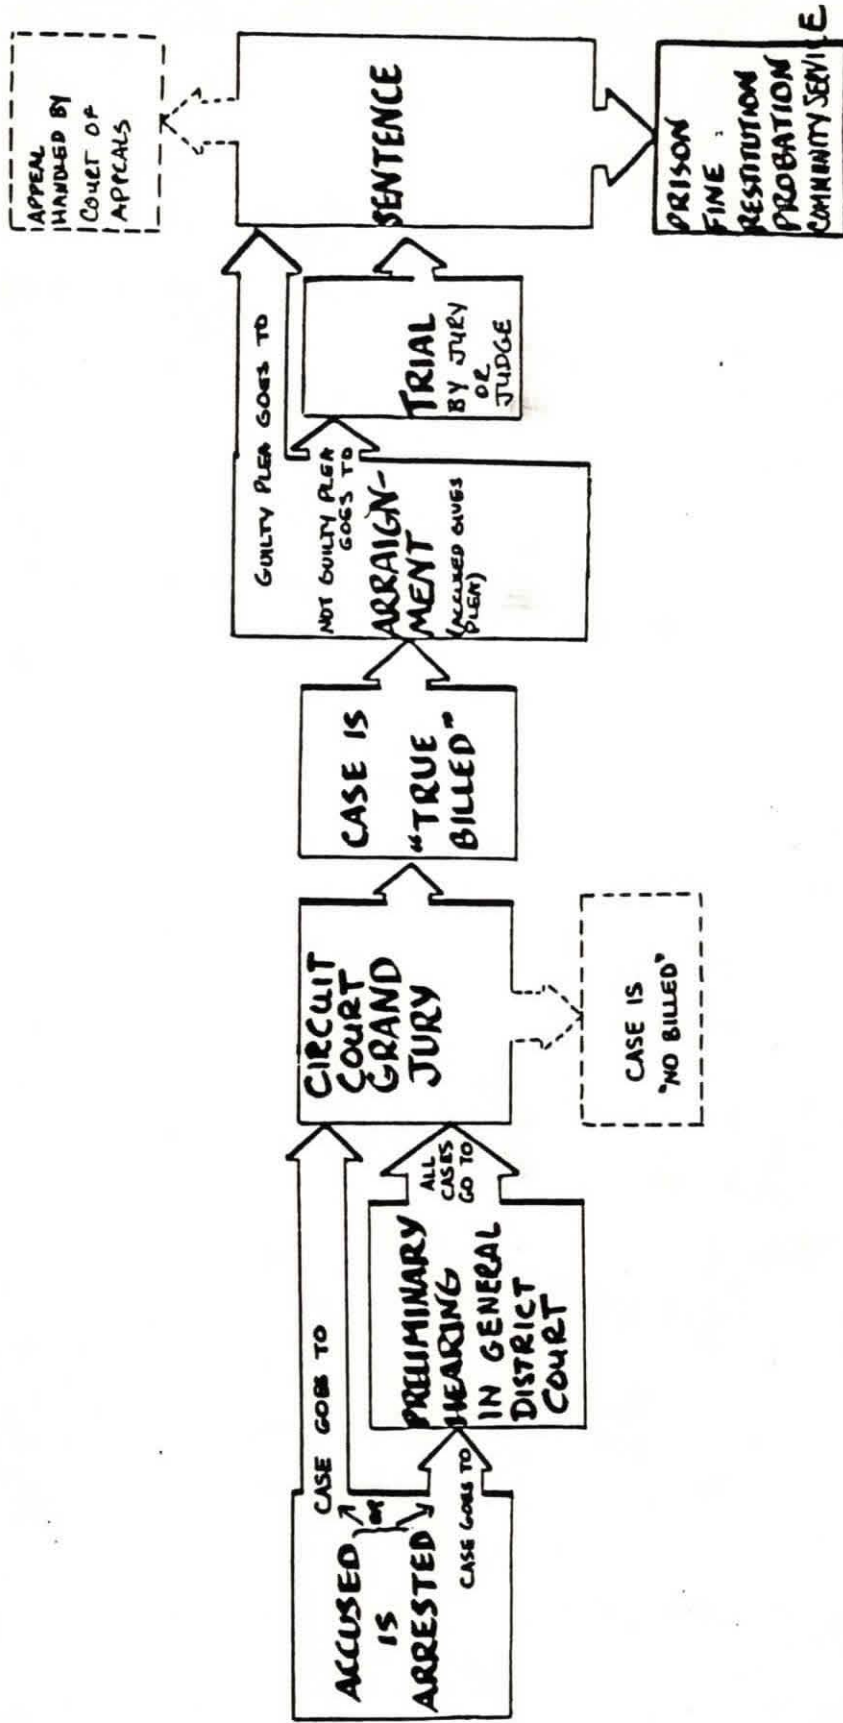 ACCUSED
IS
ARRESTED
OR
CASE GOES TO
CASE GOES TO
PRELIMINARY
HEARING
IN GENERAL
DISTRICT
COURT
ALL
CASES
GO TO
CIRCUIT
COURT
GRAND
JURY
CASE IS
"NO BILLED"
CASE IS
"TRUE
BILLED"
ARRAIGN-
MENT
(ACCUSED GIVES
PLEA)
GUILTY PLEA GOES TO
NOT GUILTY PLEA
GOES TO
TRIAL
BY JURY
OR
JUDGE
SENTENCE
APPEAL
HANDLED BY
COURT OF
APPEALS
PRISON
FINE
RESTITUTION
PROBATION
COMMUNITY SERVICE